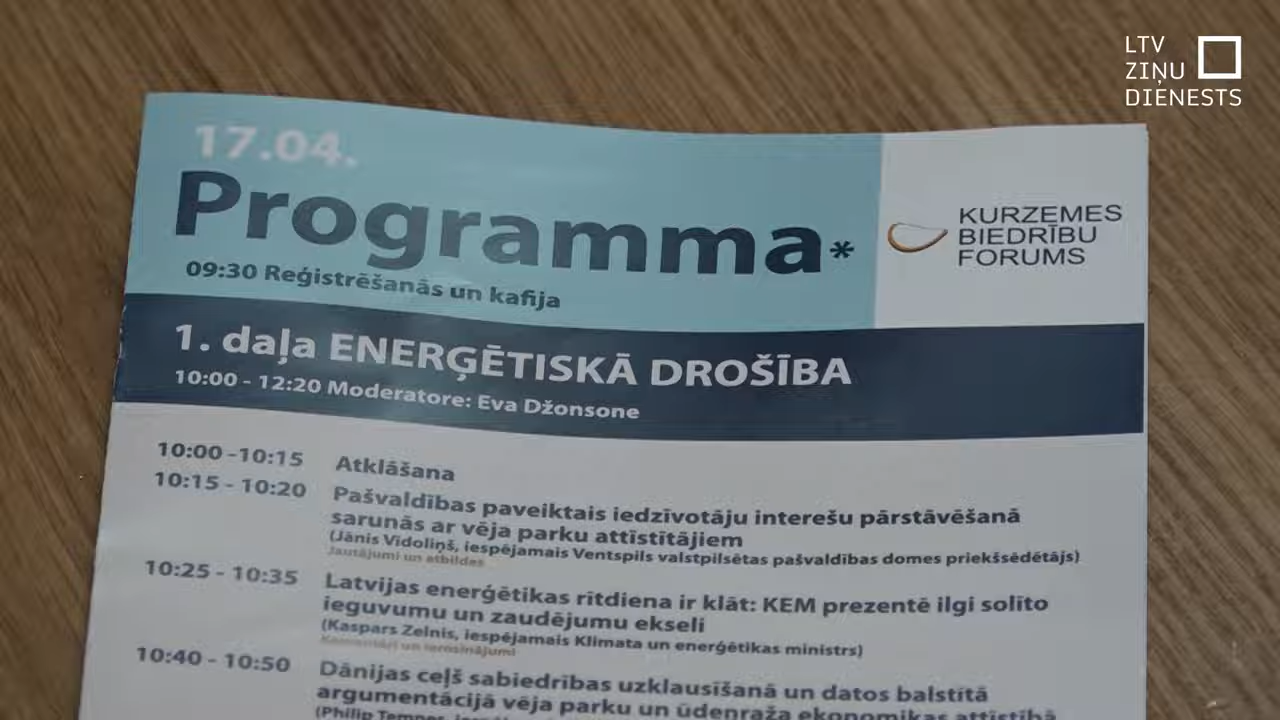 LTV
ZIŅU
DIENESTS
17.04.
Programma*
09:30 Reģistrēšanās un kafija
KURZEMES
BIEDRĪBU
FORUMS
1. daļa ENERĢĒTISKĀ DROŠĪBA
10:00 - 12:20 Moderatore: Eva Džonsone
10:00 -10:15 Atklāšana
10:15 - 10:20 Pašvaldības paveiktais iedzīvotāju interešu pārstāvēšanā
sarunās ar vēja parku attīstītājiem
(Jānis Vidoliņš, iespējamais Ventspils valstpilsētas pašvaldības domes priekšsēdētājs)
Jautājumi un atbildes
10:25 - 10:35 Latvijas enerģētikas rītdiena ir klāt: KEM prezentē ilgi solīto
ieguvumu un zaudējumu ekseli
(Kaspars Zelnis, iespējamais Klimata un enerģētikas ministrs)
Komentāri un ierosinājumi
10:40 - 10:50 Dānijas ceļš sabiedrības uzklausīšanā un datos balstītā
argumentācijā vēja parku un ūdeņraža ekonomikas attīstībā
(Philip